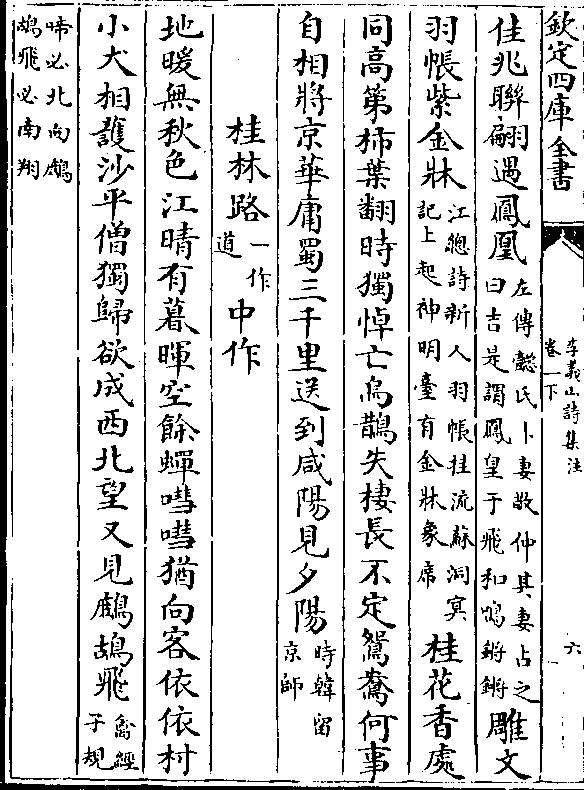 欽定四庫全書
李義山詩集注
卷一下
六
佳兆聯翩遇鳳凰左傳懿氏卜妻敬仲其妻占之曰吉是謂鳳皇于飛和鳴鏘鏘雕文
羽帳紫金牀江總詩新人羽帳挂流蘇洞冥記上起神明臺有金牀象席桂花香處
同高第柿葉翻時獨悼亡烏鵲失棲長不定鴛鴦何事
自相將京華庸蜀三千里送到咸陽見夕陽時韓留京師
桂林路一作道中作
地暖無秋色江晴有暮暉空餘蟬嘒嘒猶向客依依村
小犬相護沙平僧獨歸欲成西北望又見鷓鴣飛禽經子規
啼必北向鷓鴣飛必南翔